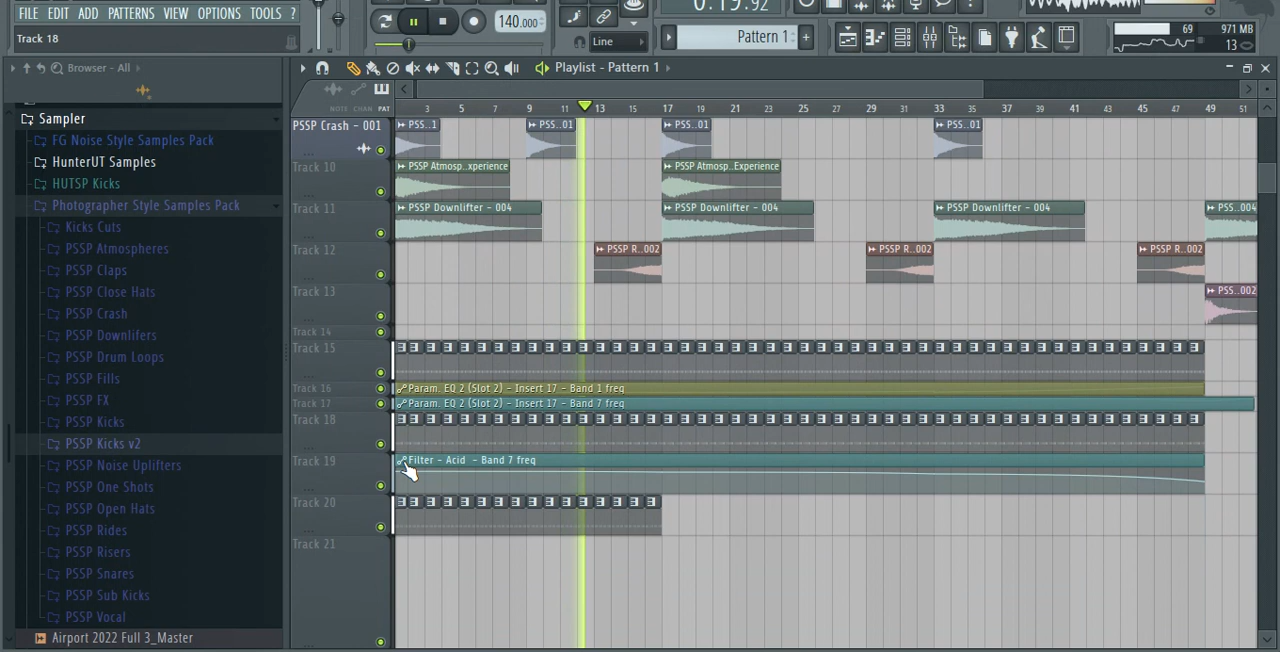 FILE EDIT ADD PATTERNS VIEW OPTIONS TOOLS ?
140.000
0:19:92
Track 18
Line
Pattern 1
69
971 MB
13
Browser - All
Playlist - Pattern 1
NOTE CHAN PAT
3 5 7 9 11 13 15 17 19 21 23 25 27 29 31 33 35 37 39 41 43 45 47 49 51
Sampler
FG Noise Style Samples Pack
HunterUT Samples
HUTSP Kicks
Photographer Style Samples Pack
Kicks Cuts
PSSP Atmospheres
PSSP Claps
PSSP Close Hats
PSSP Crash
PSSP Downlifers
PSSP Drum Loops
PSSP Fills
PSSP FX
PSSP Kicks
PSSP Kicks v2
PSSP Noise Uplifters
PSSP One Shots
PSSP Open Hats
PSSP Rides
PSSP Risers
PSSP Snares
PSSP Sub Kicks
PSSP Vocal
Airport 2022 Full 3_Master
PSSP Crash - 001
PSS..1
PSS..01
PSS..01
PSS..01
Track 10
PSSP Atmosp..xperience
PSSP Atmosp..Experience
Track 11
PSSP Downlifter - 004
PSSP Downlifter - 004
PSSP Downlifter - 004
PSS..004
Track 12
PSSP R..002
PSSP R..002
PSSP R..002
Track 13
PSS..002
Track 14
Track 15
Track 16
Param. EQ 2 (Slot 2) - Insert 17 - Band 1 freq
Track 17
Param. EQ 2 (Slot 2) - Insert 17 - Band 7 freq
Track 18
Track 19
Filter - Acid - Band 7 freq
Track 20
Track 21